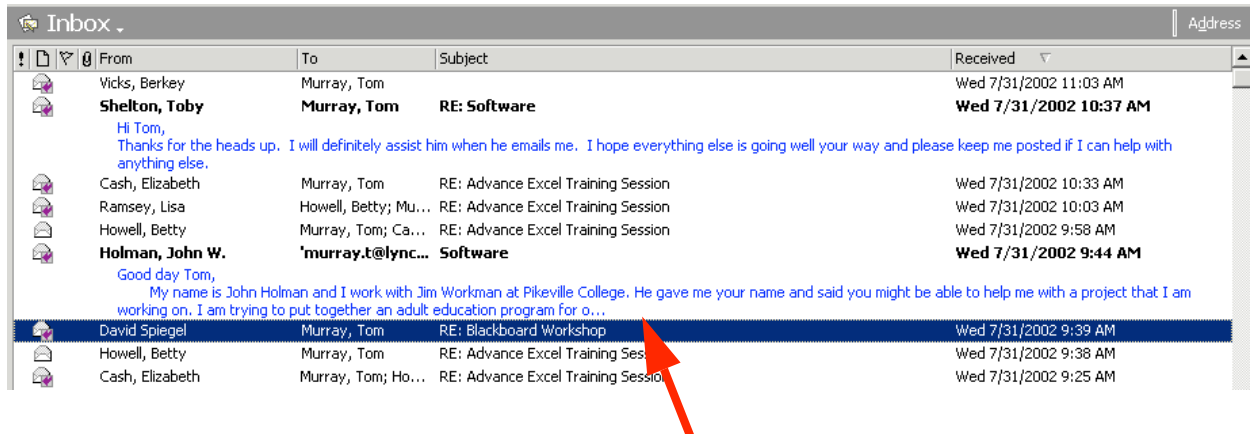 Inbox.
Address
! From To Subject Received
Vicks, Berkey Murray, Tom Wed 7/31/2002 11:03 AM
Shelton, Toby Murray, Tom RE: Software Wed 7/31/2002 10:37 AM
Hi Tom,
Thanks for the heads up. I will definitely assist him when he emails me. I hope everything else is going well your way and please keep me posted if I can help with
anything else.
Cash, Elizabeth Murray, Tom RE: Advance Excel Training Session Wed 7/31/2002 10:33 AM
Ramsey, Lisa Howell, Betty; Mu... RE: Advance Excel Training Session Wed 7/31/2002 10:03 AM
Howell, Betty Murray, Tom; Ca... RE: Advance Excel Training Session Wed 7/31/2002 9:58 AM
Holman, John W. 'murray.t@lync... Software Wed 7/31/2002 9:44 AM
Good day Tom,
My name is John Holman and I work with Jim Workman at Pikeville College. He gave me your name and said you might be able to help me with a project that I am
working on. I am trying to put together an adult education program for o...
David Spiegel Murray, Tom RE: Blackboard Workshop Wed 7/31/2002 9:39 AM
Howell, Betty Murray, Tom RE: Advance Excel Training Session Wed 7/31/2002 9:38 AM
Cash, Elizabeth Murray, Tom; Ho... RE: Advance Excel Training Session Wed 7/31/2002 9:25 AM